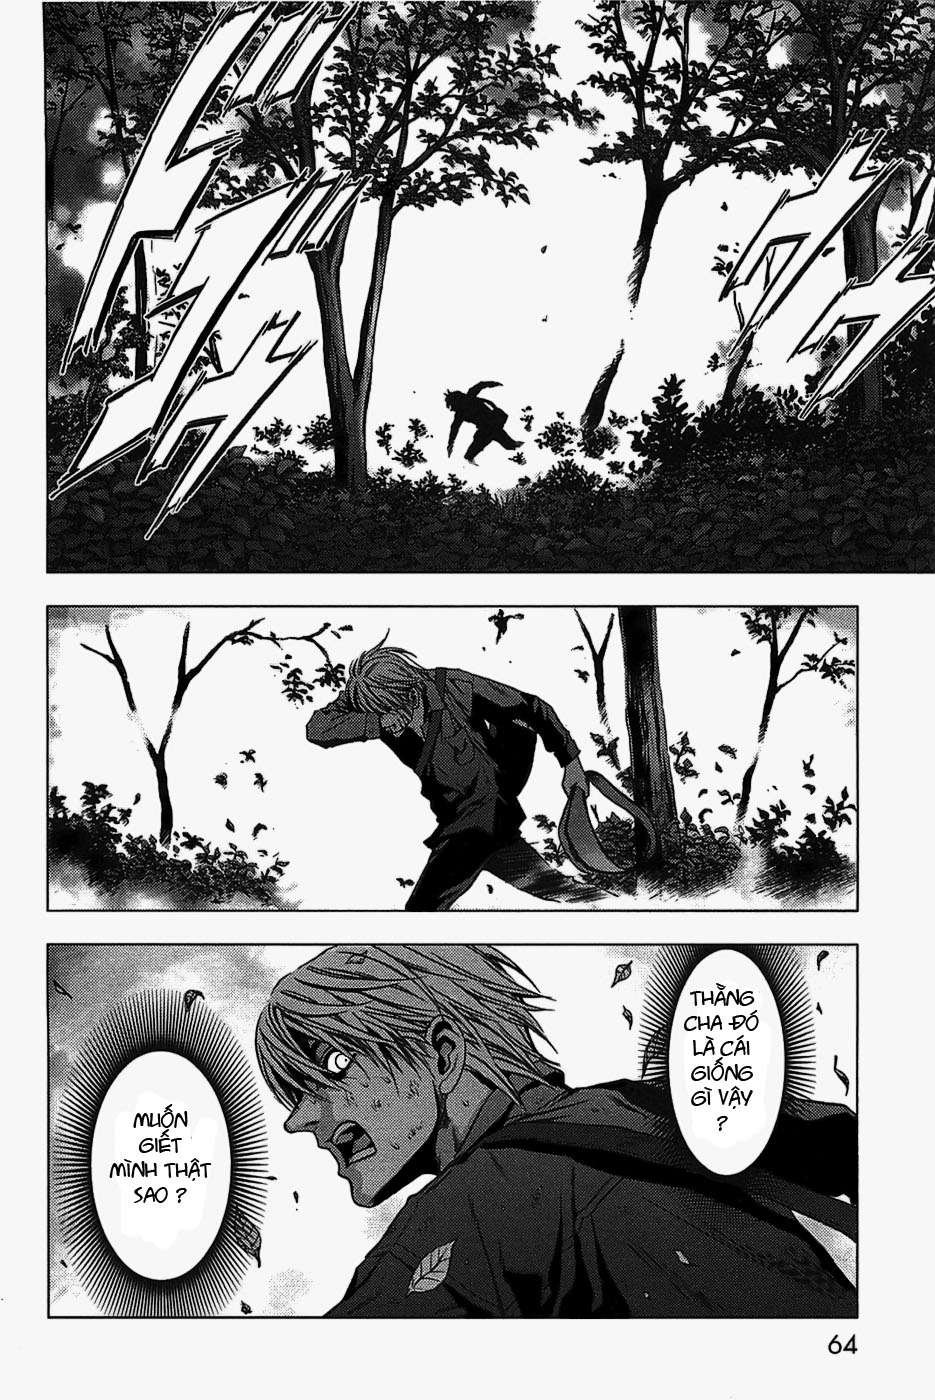 THẰNG
CHA ĐÓ
LÀ CÁI
GIỐNG
GÌ VẬY
?
MUỐN
GIẾT
MÌNH THẬT
SAO ?
64